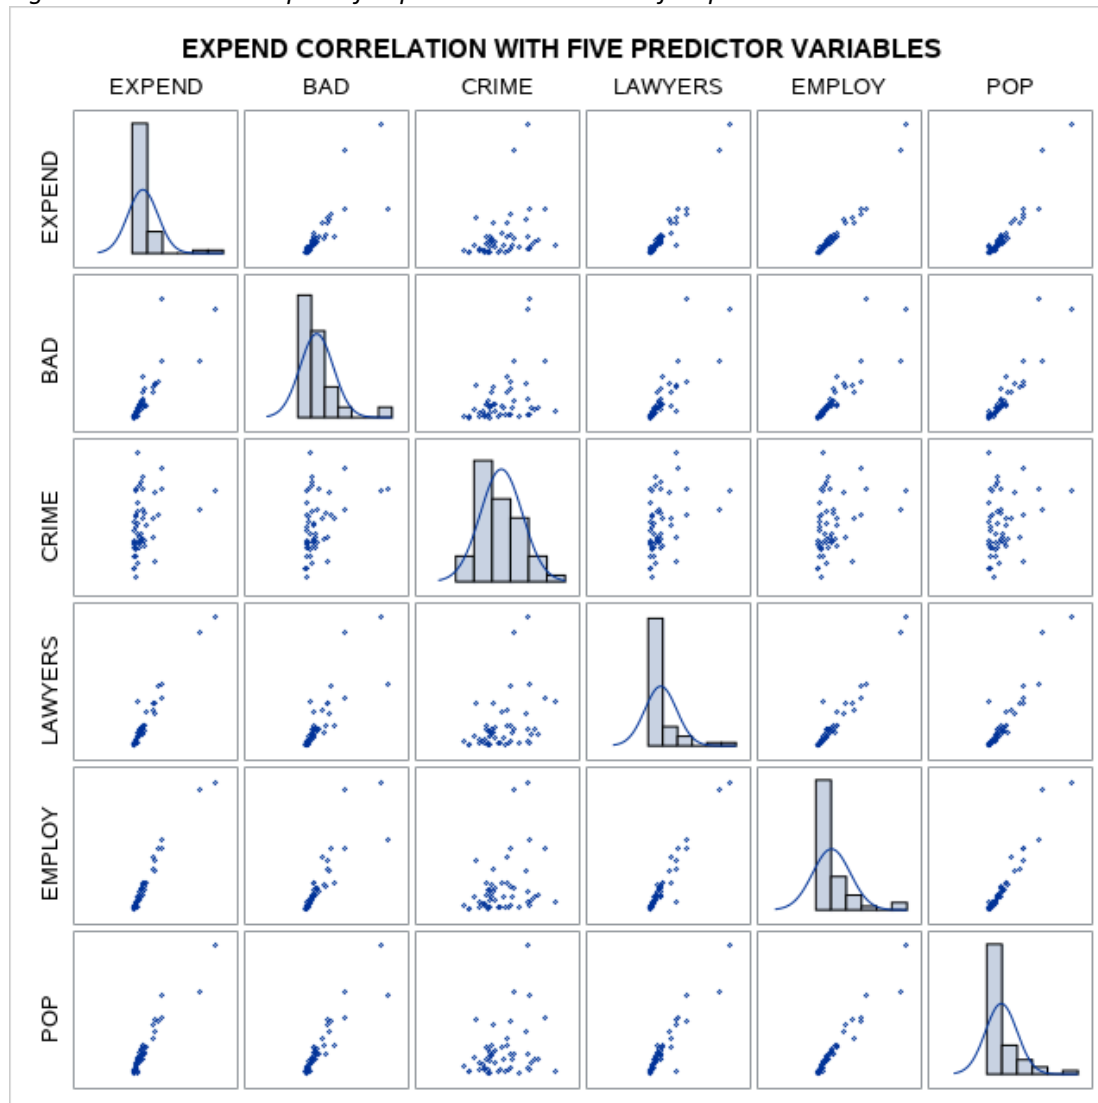 EXPEND CORRELATION WITH FIVE PREDICTOR VARIABLES
EXPEND BAD CRIME LAWYERS EMPLOY POP
EXPEND
BAD
CRIME
LAWYERS
EMPLOY
POP